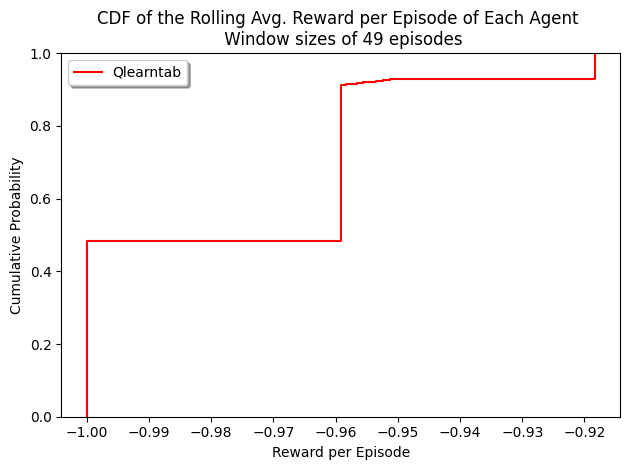 CDF of the Rolling Avg. Reward per Episode of Each Agent
Window sizes of 49 episodes
Qlearntab
Cumulative Probability
1.0
0.8
0.6
0.4
0.2
0.0
−1.00 −0.99 −0.98 −0.97 −0.96 −0.95 −0.94 −0.93 −0.92
Reward per Episode